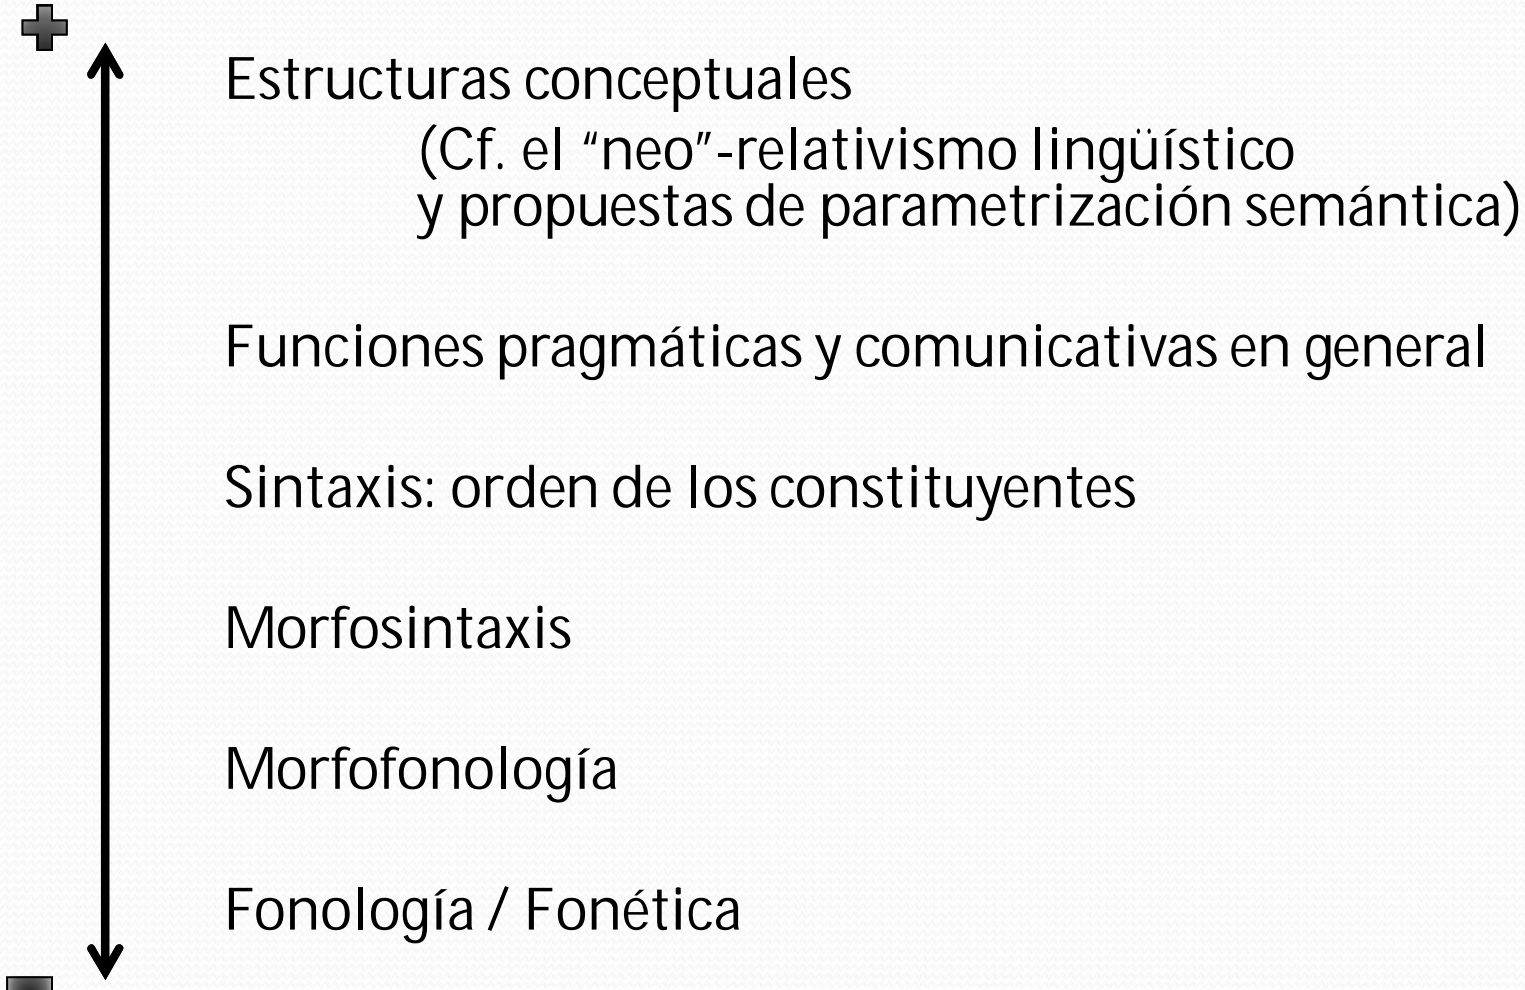 Estructuras conceptuales
(Cf. el “neo”-relativismo lingüístico
y propuestas de parametrización semántica)
Funciones pragmáticas y comunicativas en general
Sintaxis: orden de los constituyentes
Morfosintaxis
Morfofonología
Fonología / Fonética